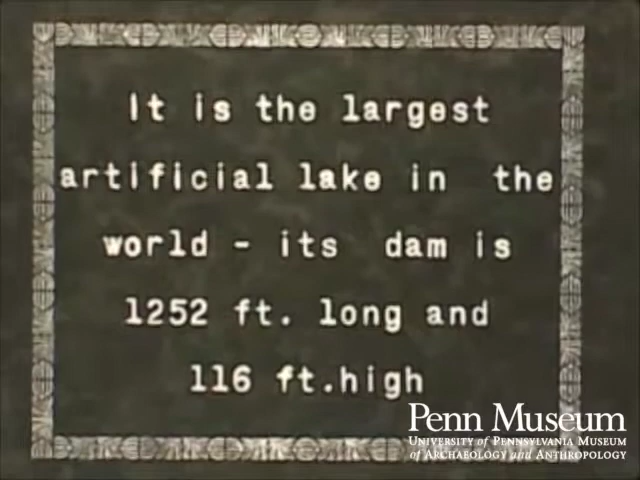 It is the largest
artificial lake in the
world - its dam is
1252 ft. long and
116 ft.high
Penn Museum
University of Pennsylvania Museum
of Archaeology and Anthropology